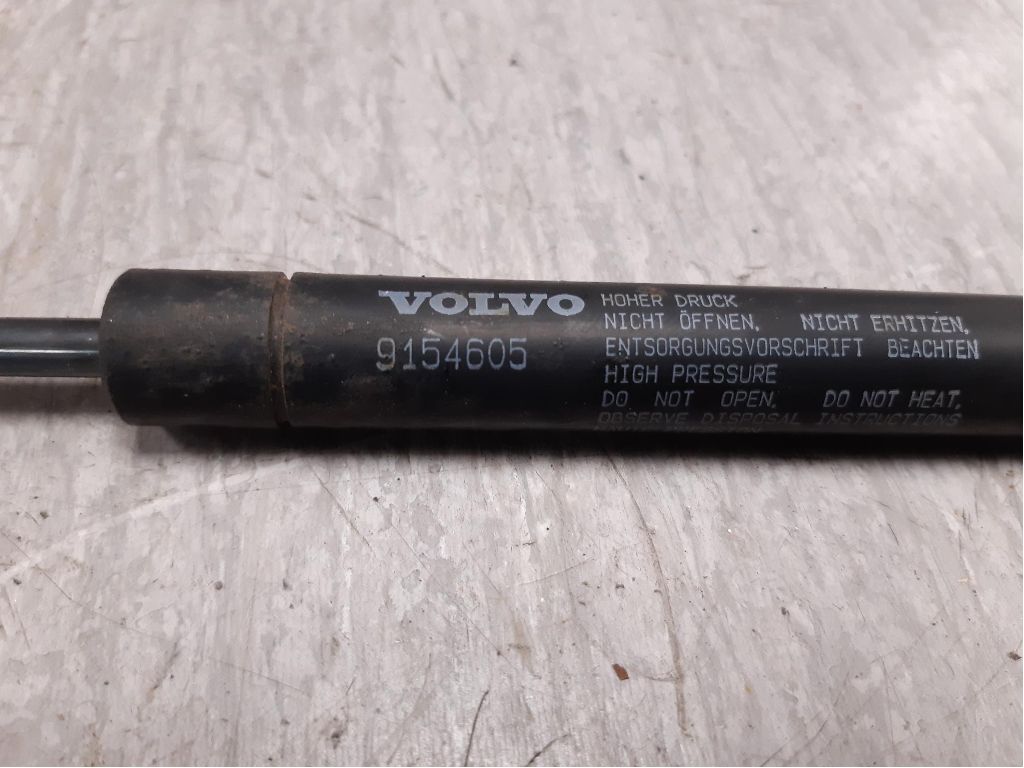 VOLVO
9154605
HOHER DRUCK
NICHT ÖFFNEN, NICHT ERHITZEN,
ENTSORGUNGSVORSCHRIFT BEACHTEN
HIGH PRESSURE
DO NOT OPEN, DO NOT HEAT,
OBSERVE DISPOSAL INSTRUCTIONS